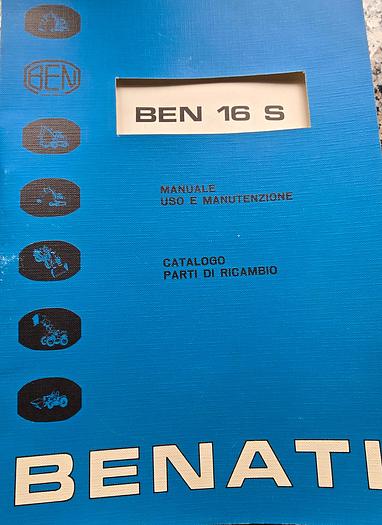 BEN
BEN 16 S
MANUALE
USO E MANUTENZIONE
CATALOGO
PARTI DI RICAMBIO
BENATI